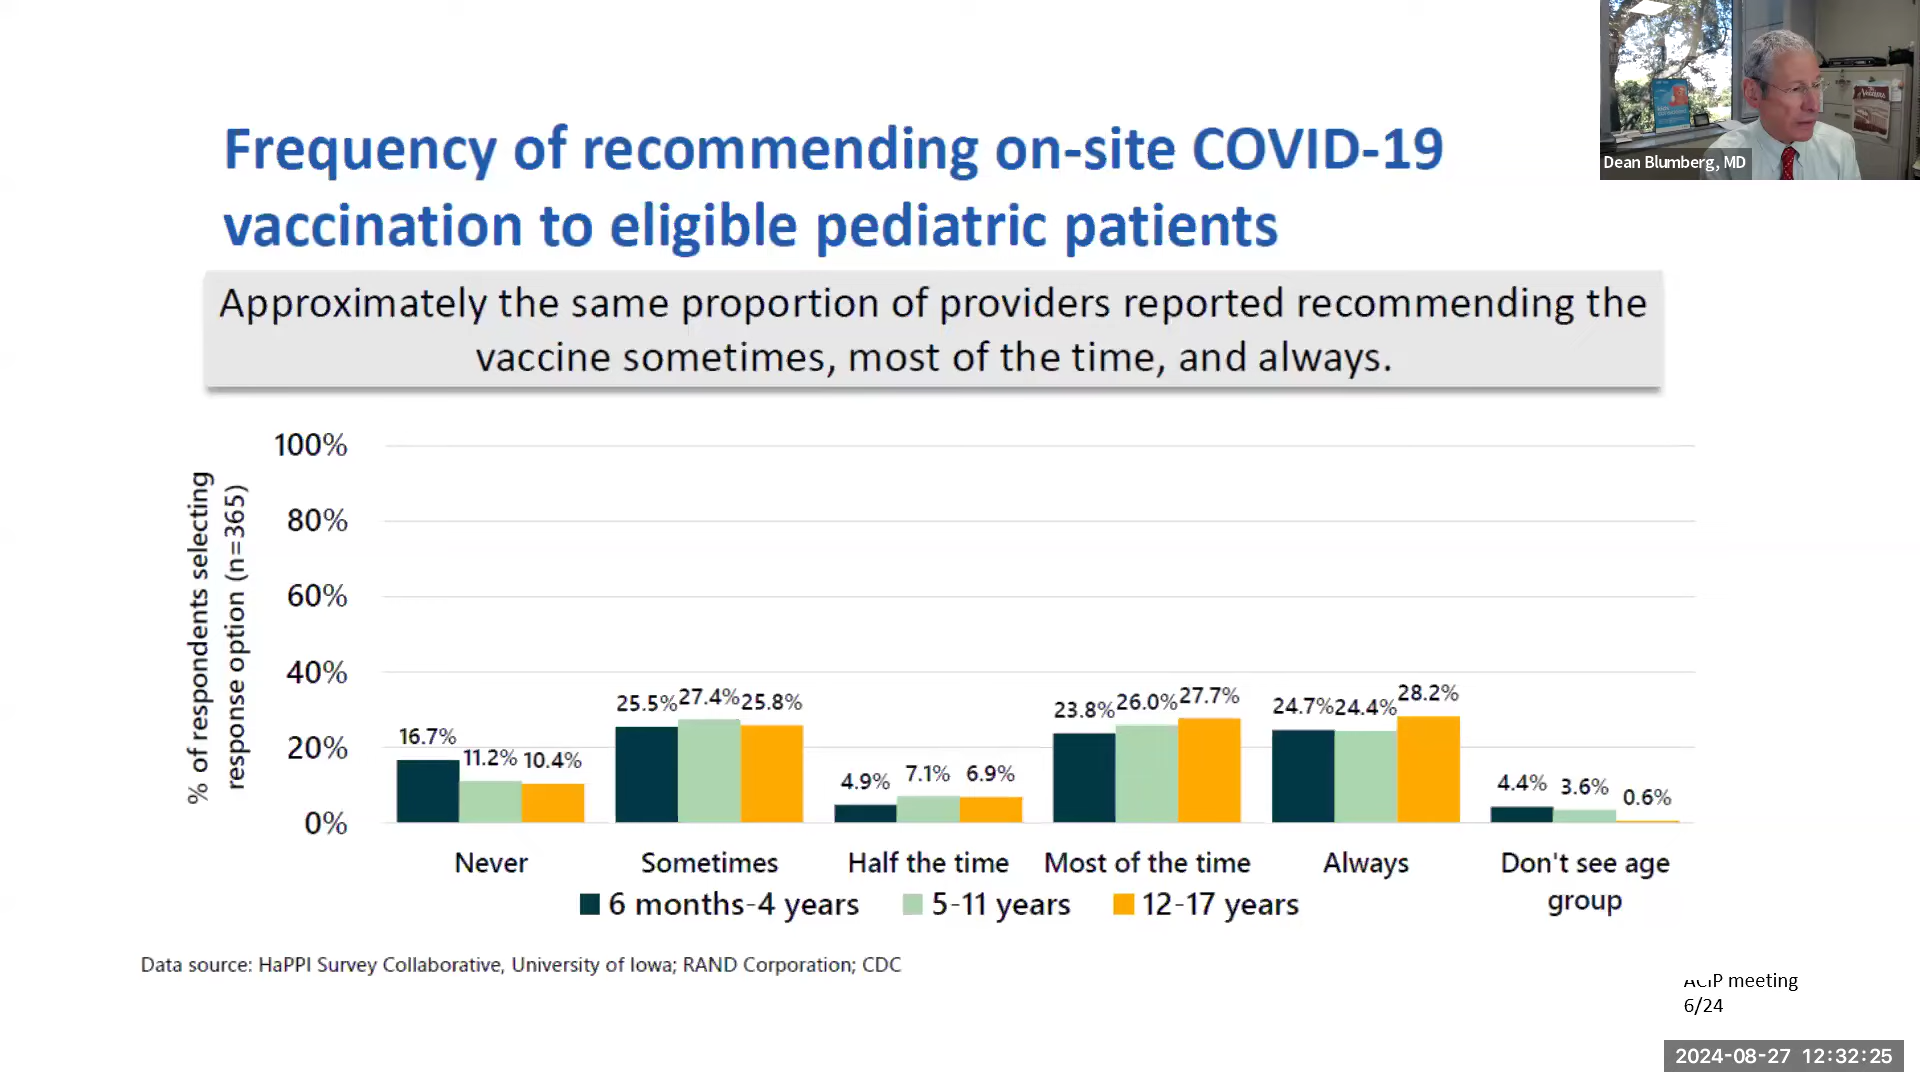 Dean Blumberg, MD
Frequency of recommending on-site COVID-19
vaccination to eligible pediatric patients
Approximately the same proportion of providers reported recommending the
vaccine sometimes, most of the time, and always.
% of respondents selecting
response option (n=365)
100%
80%
60%
40%
20%
0%
16.7%
11.2%
10.4%
25.5%
27.4%
25.8%
4.9%
7.1%
6.9%
23.8%
26.0%
27.7%
24.7%
24.4%
28.2%
4.4%
3.6%
0.6%
Never
Sometimes
Half the time
Most of the time
Always
Don't see age
group
6 months-4 years
5-11 years
12-17 years
Data source: HaPPI Survey Collaborative, University of Iowa; RAND Corporation; CDC
ACIP meeting
6/24
2024-08-27 12:32:25